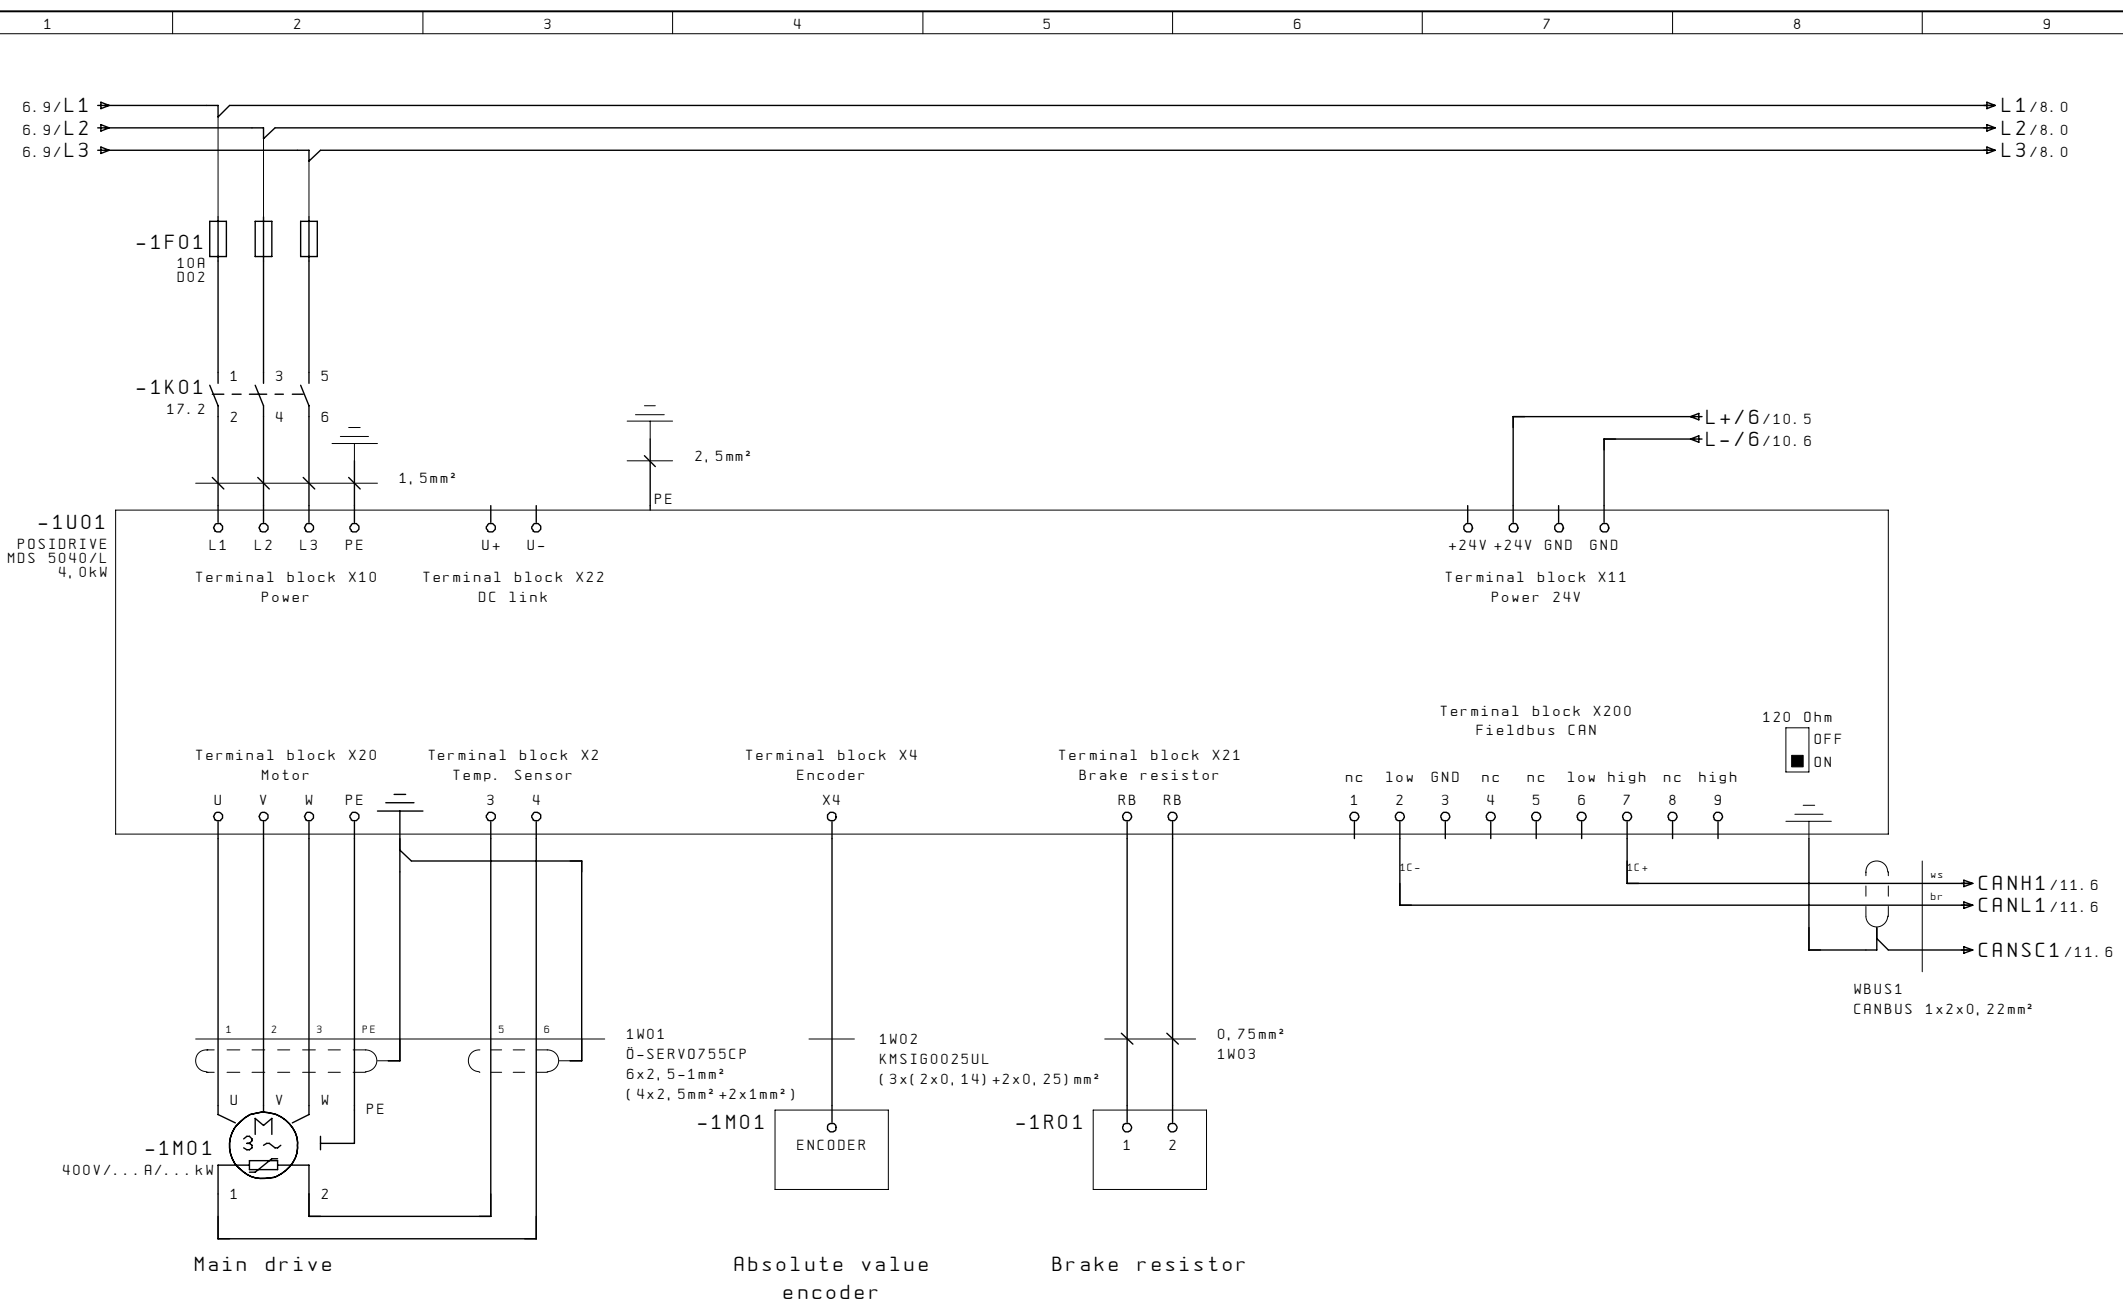 1 2 3 4 5 6 7 8 9
6.9/L1 L1/8.0
6.9/L2 L2/8.0
6.9/L3 L3/8.0
-1F01
10A
D02
-1K01 1 3 5
17.2 2 4 6
L+/6/10.5
L-/6/10.6
1,5mm²
2,5mm²
PE
-1U01
POSIDRIVE
MDS 5040/L
4,0kW
L1 L2 L3 PE U+ U- +24V +24V GND GND
Terminal block X10 Terminal block X22 Terminal block X11
Power DC link Power 24V
Terminal block X200 120 Ohm
Fieldbus CAN OFF
ON
Terminal block X20 Terminal block X2 Terminal block X4 Terminal block X21
Motor Temp. Sensor Encoder Brake resistor
nc low GND nc nc low high nc high
U V W PE 3 4 X4 RB RB 1 2 3 4 5 6 7 8 9
1C- 1C+ ws CANH1/11.6
br CANL1/11.6
CANSC1/11.6
WBUS1
CANBUS 1x2x0,22mm²
1 2 3 PE 5 6
1W01
Ö-SERVO755CP
6x2,5-1mm²
(4x2,5mm²+2x1mm²)
1W02
KMSIG0025UL
(3x(2x0,14)+2x0,25)mm²
0,75mm²
1W03
U V W PE
-1M01
400V/...A/...kW
M
3 ~
1 2
-1M01
ENCODER
-1R01
1 2
Main drive Absolute value Brake resistor
encoder